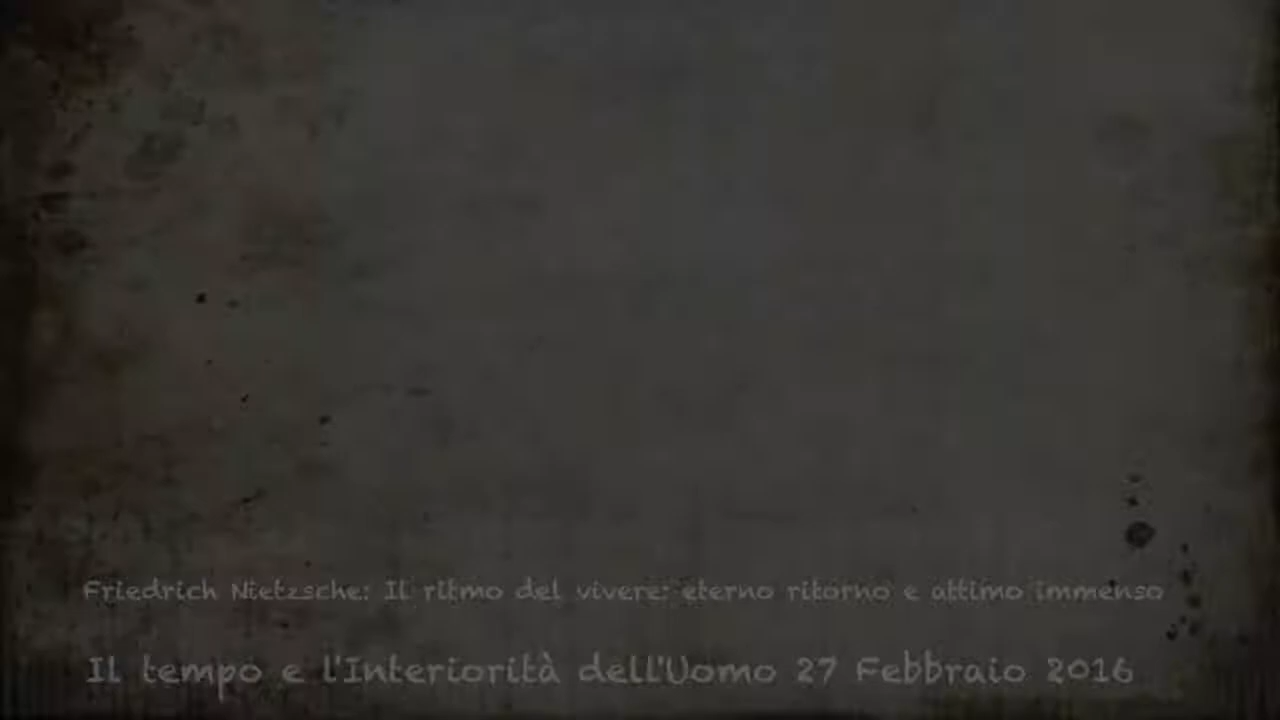 Friedrich Nietzsche: Il ritmo del vivere: eterno ritorno e attimo immenso
Il tempo e l'Interiorità dell'Uomo 27 Febbraio 2016